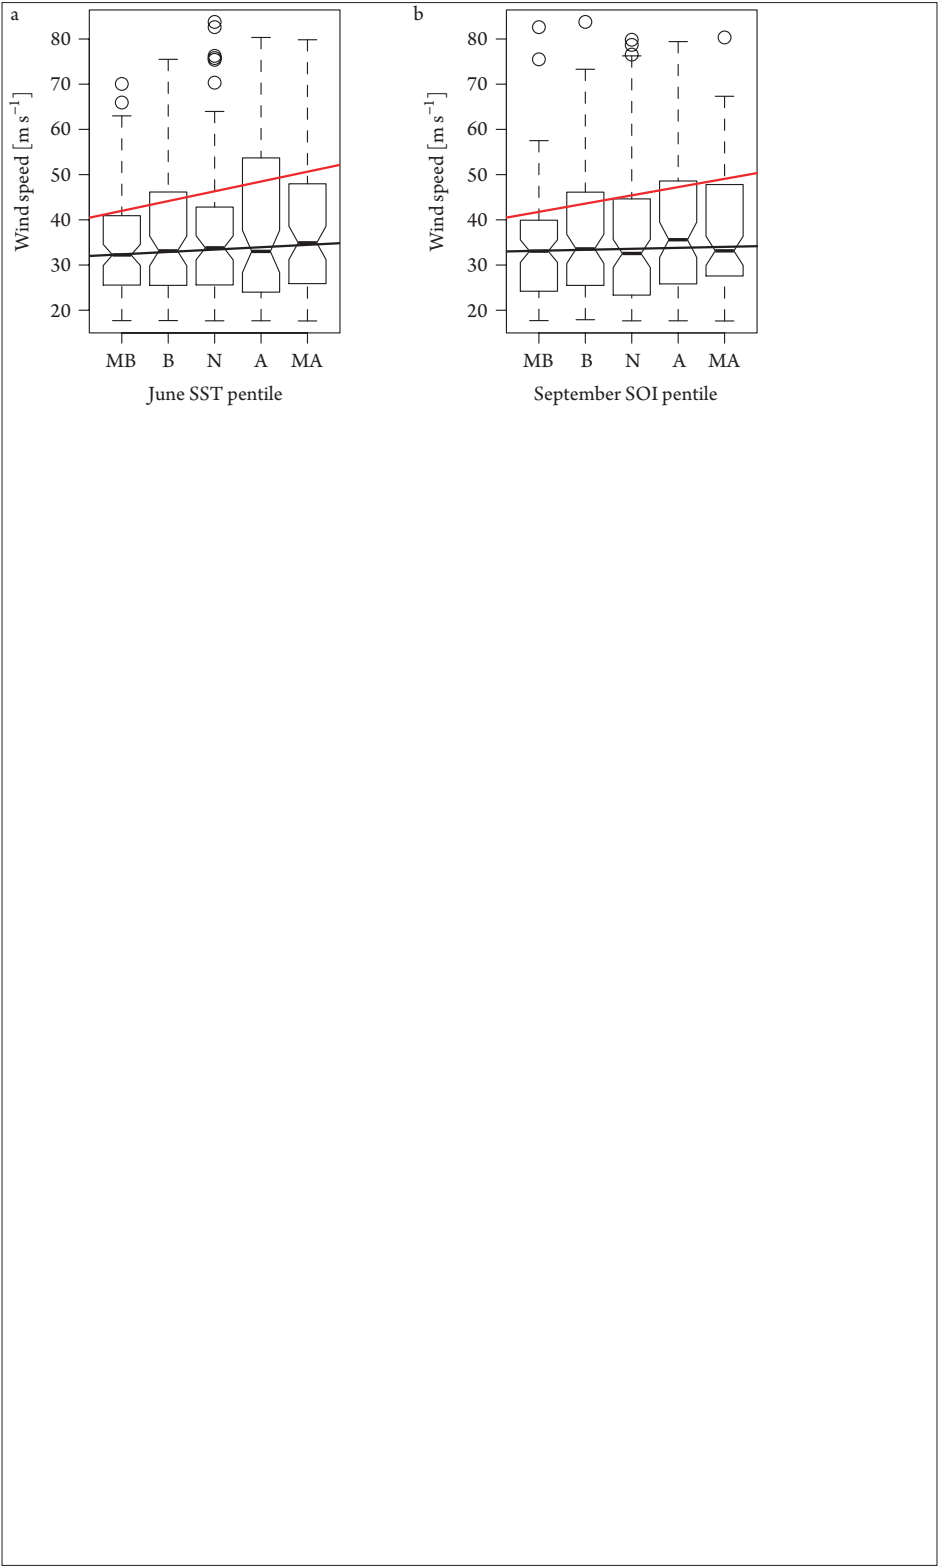 a
Wind speed [m s−1]
80
70
60
50
40
30
20
MB B N A MA
June SST pentile
b
Wind speed [m s−1]
80
70
60
50
40
30
20
MB B N A MA
September SOI pentile